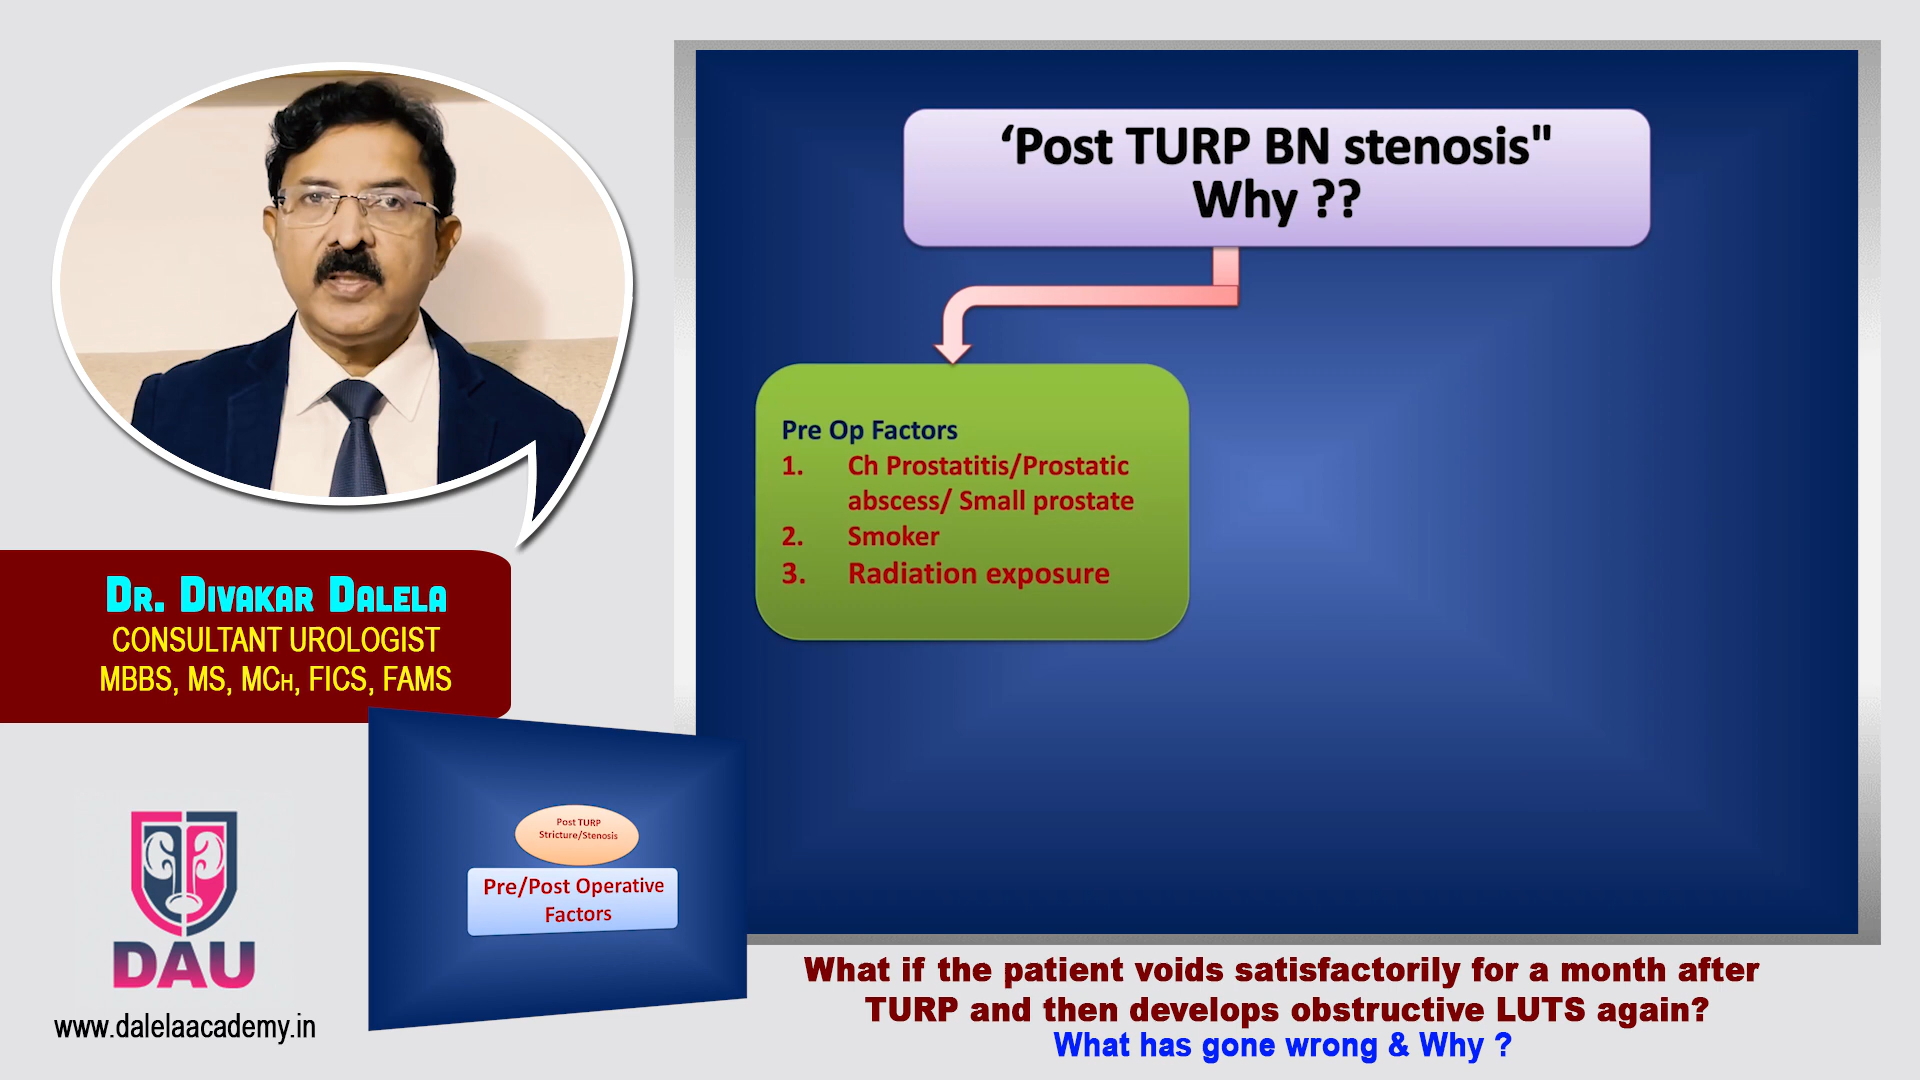 ‘Post TURP BN stenosis"
Why ??
Pre Op Factors
1. Ch Prostatitis/Prostatic
abscess/ Small prostate
2. Smoker
3. Radiation exposure
DR. DIVAKAR DALELA
CONSULTANT UROLOGIST
MBBS, MS, MCH, FICS, FAMS
Post TURP
Stricture/Stenosis
Pre/Post Operative
Factors
DAU
www.dalelaacademy.in
What if the patient voids satisfactorily for a month after
TURP and then develops obstructive LUTS again?
What has gone wrong & Why ?